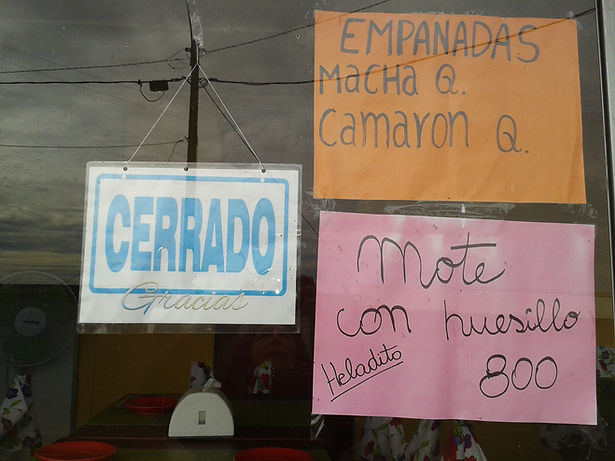 EMPANADAS
MACHA Q.
CAMARON Q.
CERRADO
Gracias
Mote
con huesillo
Heladito 800